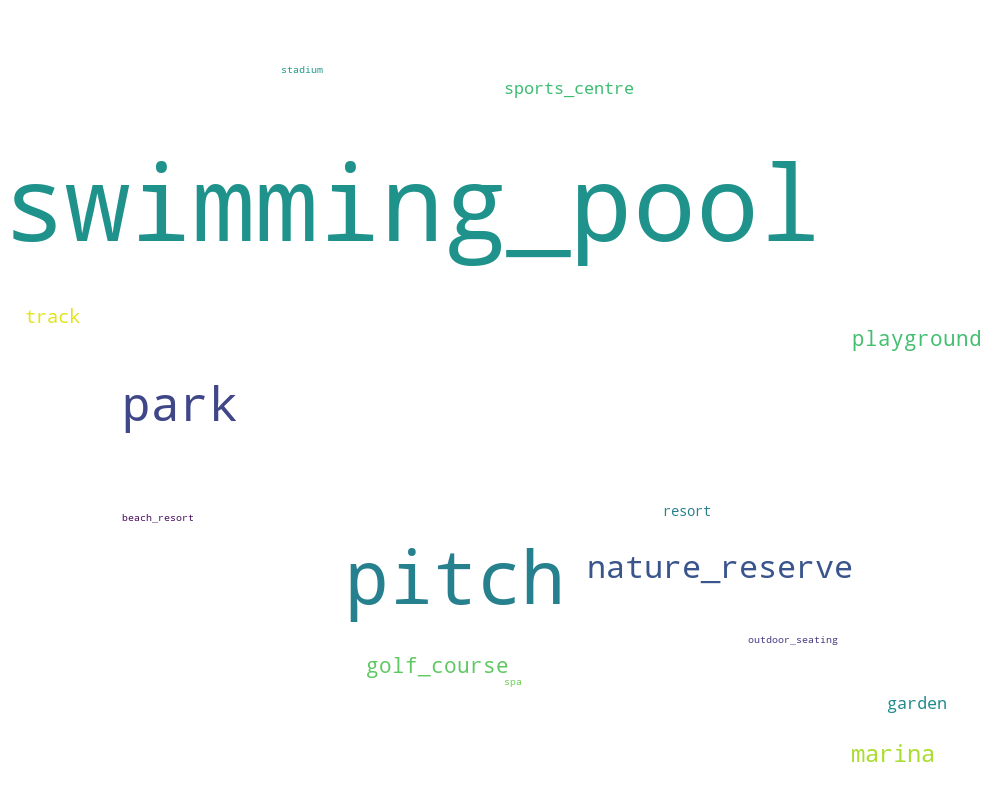 stadium
sports_centre
swimming_pool
track
playground
park
beach_resort
resort
pitch
nature_reserve
outdoor_seating
golf_course
spa
garden
marina